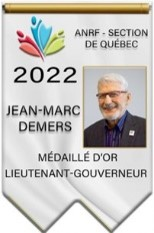 ANRF - SECTION
DE QUÉBEC
2022
JEAN-MARC
DEMERS
MÉDAILLÉ D'OR
LIEUTENANT-GOUVERNEUR